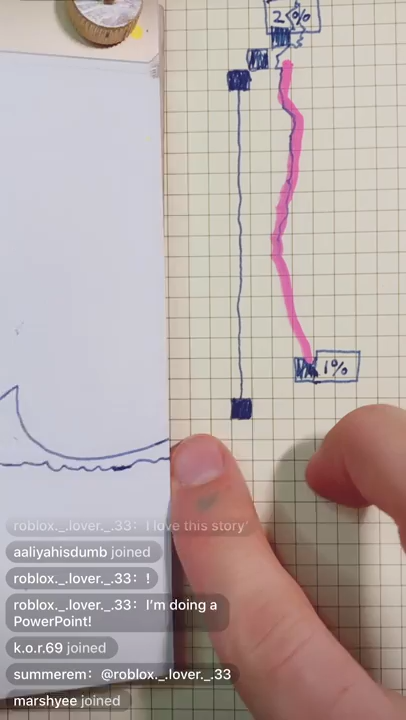 2%
1%
roblox._.lover._.33: I love this story'
aaliyahisdumb joined
roblox._.lover._.33: !
roblox._.lover._.33: I'm doing a
PowerPoint!
k.o.r.69 joined
summerem: @roblox._.lover._.33
marshyee joined